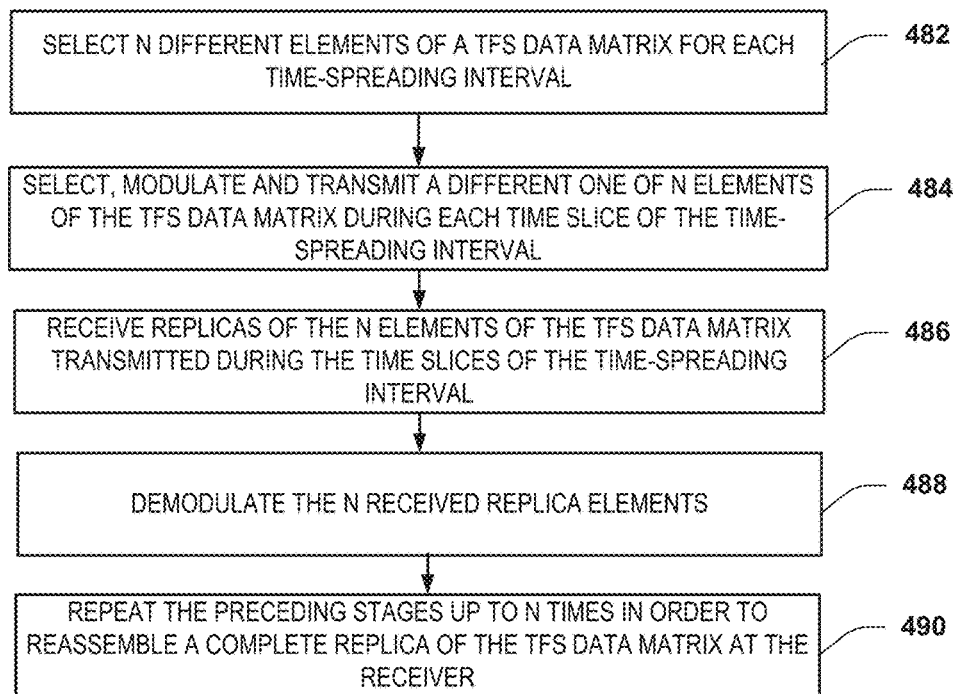 SELECT N DIFFERENT ELEMENTS OF A TFS DATA MATRIX FOR EACH
TIME-SPREADING INTERVAL
482
SELECT, MODULATE AND TRANSMIT A DIFFERENT ONE OF N ELEMENTS
OF THE TFS DATA MATRIX DURING EACH TIME SLICE OF THE TIME-
SPREADING INTERVAL
484
RECEIVE REPLICAS OF THE N ELEMENTS OF THE TFS DATA MATRIX
TRANSMITTED DURING THE TIME SLICES OF THE TIME-SPREADING
INTERVAL
486
DEMODULATE THE N RECEIVED REPLICA ELEMENTS
488
REPEAT THE PRECEDING STAGES UP TO N TIMES IN ORDER TO
REASSEMBLE A COMPLETE REPLICA OF THE TFS DATA MATRIX AT THE
RECEIVER
490